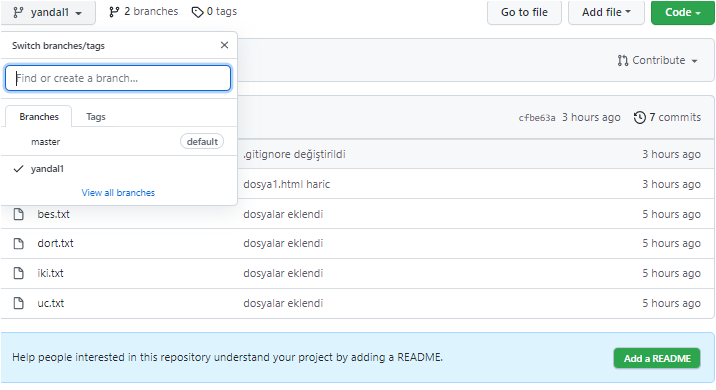 yandal1
2 branches
0 tags
Go to file
Add file
Code
Switch branches/tags
Find or create a branch...
Contribute
Branches
Tags
cfbe63a 3 hours ago 7 commits
master default
.gitignore değiştirildi 3 hours ago
yandal1
dosya1.html haric 3 hours ago
View all branches
bes.txt dosyalar eklendi 5 hours ago
dort.txt dosyalar eklendi 5 hours ago
iki.txt dosyalar eklendi 5 hours ago
uc.txt dosyalar eklendi 5 hours ago
Help people interested in this repository understand your project by adding a README.
Add a README